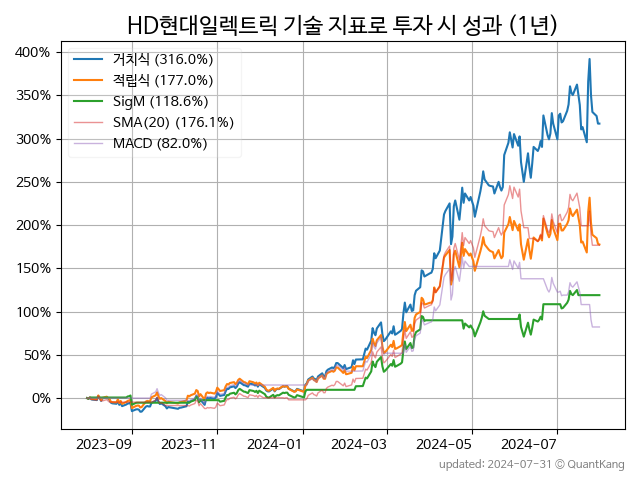 HD현대일렉트릭 기술 지표로 투자 시 성과 (1년)
400%
350%
300%
250%
200%
150%
100%
50%
0%
거치식 (316.0%)
적립식 (177.0%)
SigM (118.6%)
SMA(20) (176.1%)
MACD (82.0%)
2023-09 2023-11 2024-01 2024-03 2024-05 2024-07
updated: 2024-07-31 © QuantKang